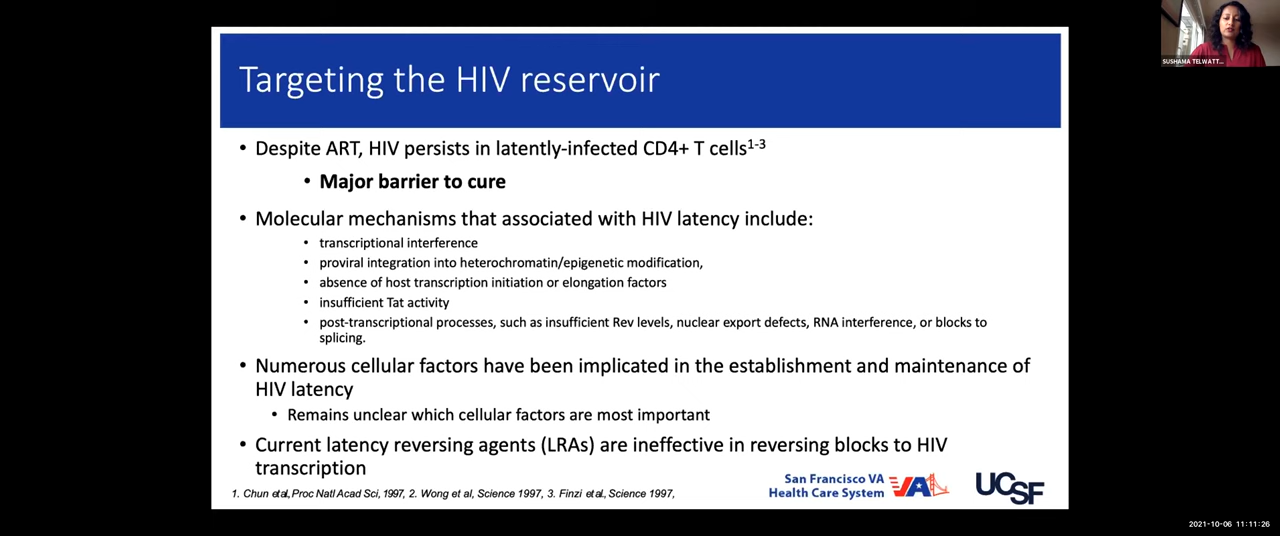 Targeting the HIV reservoir
• Despite ART, HIV persists in latently-infected CD4+ T cells1-3
• Major barrier to cure
• Molecular mechanisms that associated with HIV latency include:
• transcriptional interference
• proviral integration into heterochromatin/epigenetic modification,
• absence of host transcription initiation or elongation factors
• insufficient Tat activity
• post-transcriptional processes, such as insufficient Rev levels, nuclear export defects, RNA interference, or blocks to
splicing.
• Numerous cellular factors have been implicated in the establishment and maintenance of
HIV latency
• Remains unclear which cellular factors are most important
• Current latency reversing agents (LRAs) are ineffective in reversing blocks to HIV
transcription
1. Chun et al, Proc Natl Acad Sci, 1997, 2. Wong et al, Science 1997, 3. Finzi et al, Science 1997,
San Francisco VA
Health Care System
VA
UCSF
SUSHAMA TELWATT...
2021-10-06 11:11:26